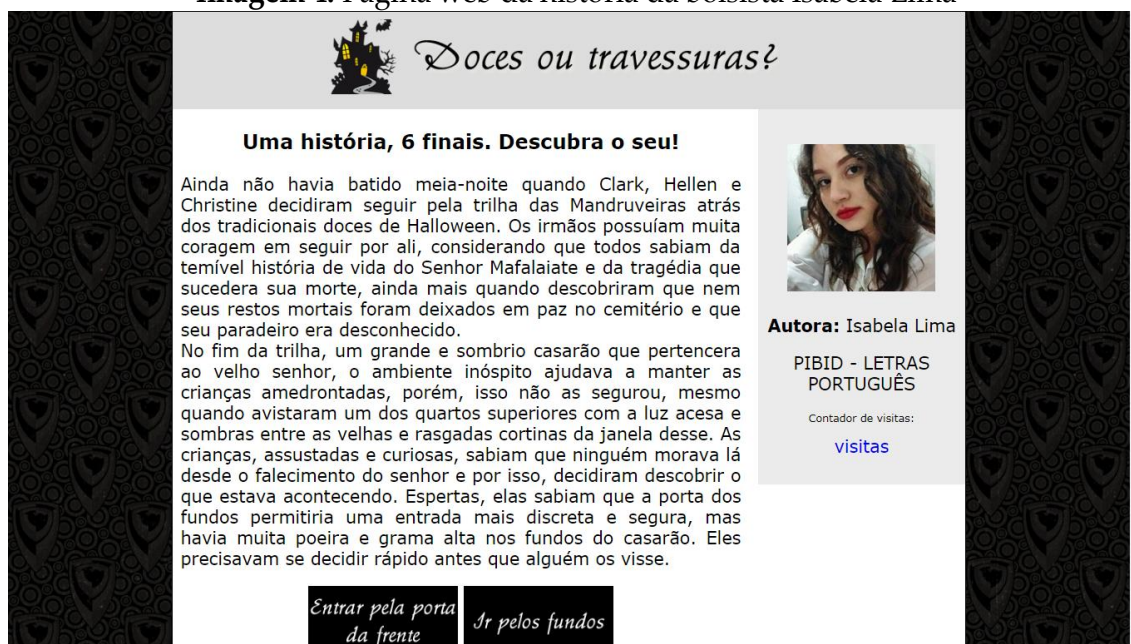 Imagem 4: Página web da história da bolsista Isabela Lima
Doces ou travessuras?
Uma história, 6 finais. Descubra o seu!
Ainda não havia batido meia-noite quando Clark, Hellen e
Christine decidiram seguir pela trilha das Mandruveiras atrás
dos tradicionais doces de Halloween. Os irmãos possuíam muita
coragem em seguir por ali, considerando que todos sabiam da
temível história de vida do Senhor Mafalaiate e da tragédia que
sucedera sua morte, ainda mais quando descobriram que nem
seus restos mortais foram deixados em paz no cemitério e que
seu paradeiro era desconhecido.
No fim da trilha, um grande e sombrio casarão que pertencera
ao velho senhor, o ambiente inóspito ajudava a manter as
crianças amedrontadas, porém, isso não as segurou, mesmo
quando avistaram um dos quartos superiores com a luz acesa e
sombras entre as velhas e rasgadas cortinas da janela desse. As
crianças, assustadas e curiosas, sabiam que ninguém morava lá
desde o falecimento do senhor e por isso, decidiram descobrir o
que estava acontecendo. Espertas, elas sabiam que a porta dos
fundos permitiria uma entrada mais discreta e segura, mas
havia muita poeira e grama alta nos fundos do casarão. Eles
precisavam se decidir rápido antes que alguém os visse.
Entrar pela porta
da frente
Ir pelos fundos
Autora: Isabela Lima
PIBID - LETRAS
PORTUGUÊS
Contador de visitas:
visitas